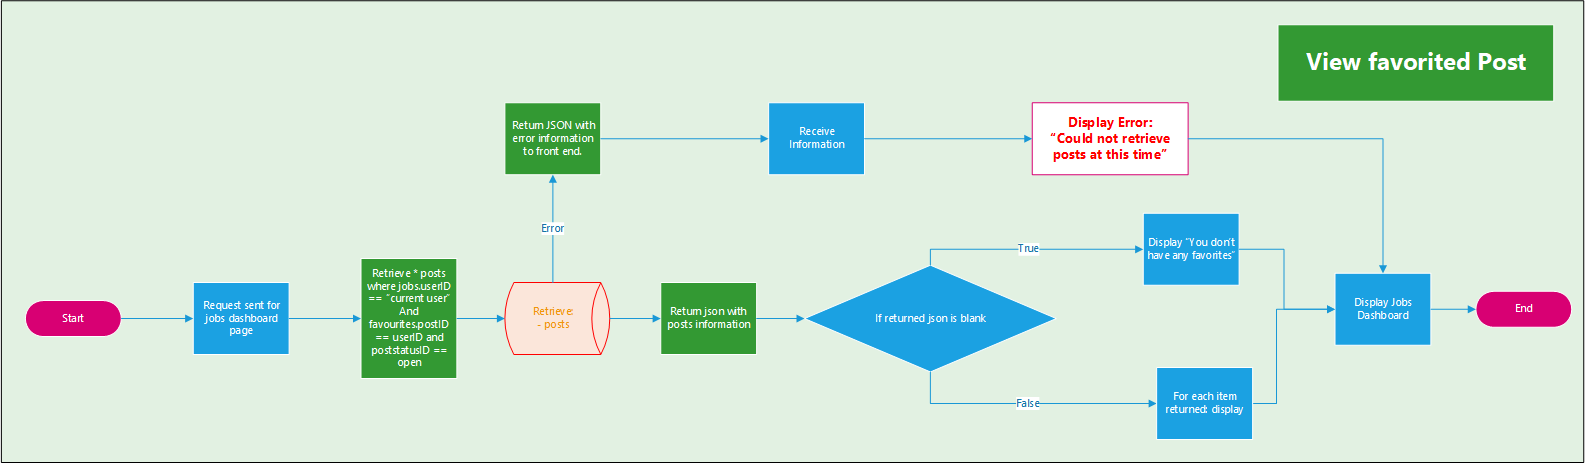 View favorited Post
Return JSON with
error information
to front end.
Receive
Information
Display Error:
“Could not retrieve
posts at this time”
Error
True
Display “You don’t
have any favorites”
Start
Request sent for
jobs dashboard
page
Retrieve * posts
where jobs.userID
== “current user”
And
favourites.postID
== userID and
poststatusID ==
open
Retrieve:
- posts
Return json with
posts information
If returned json is blank
Display Jobs
Dashboard
End
False
For each item
returned: display